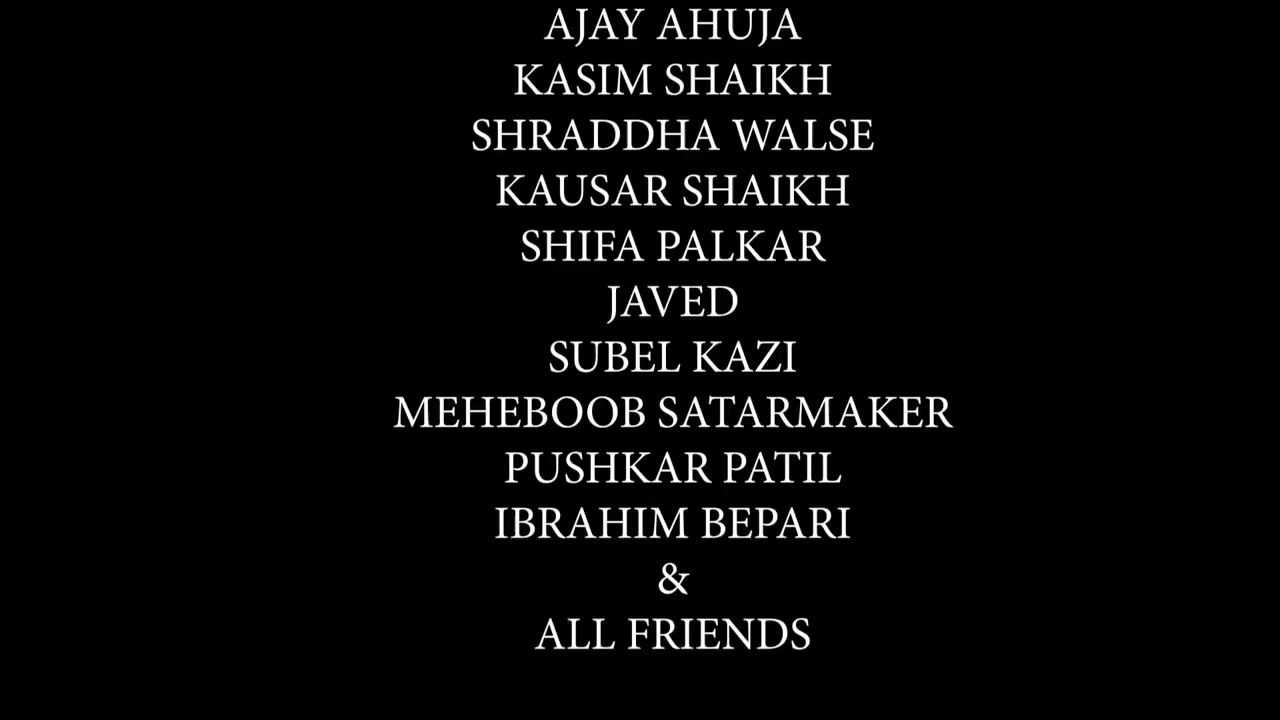 AJAY AHUJA
KASIM SHAIKH
SHRADDHA WALSE
KAUSAR SHAIKH
SHIFA PALKAR
JAVED
SUBEL KAZI
MEHEBOOB SATARMAKER
PUSHKAR PATIL
IBRAHIM BEPARI
&
ALL FRIENDS